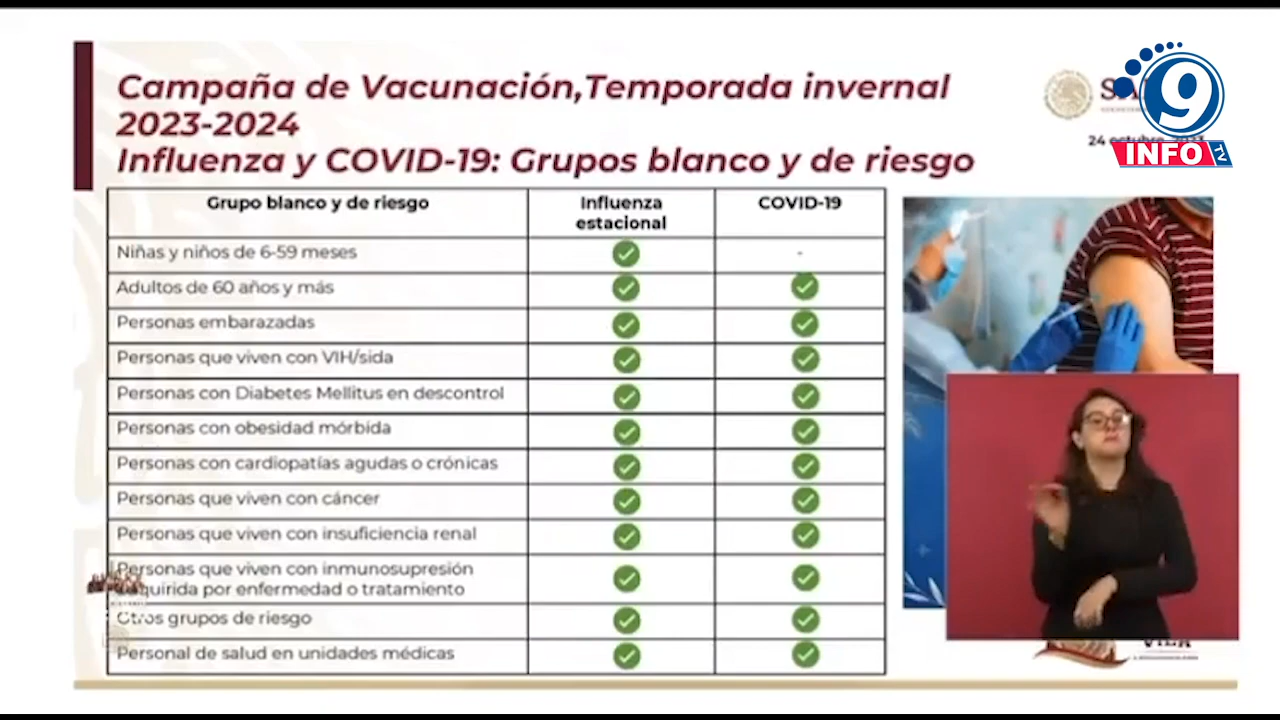 Campaña de Vacunación,Temporada invernal
2023-2024
Influenza y COVID-19: Grupos blanco y de riesgo
9
INFO
TV
Grupo blanco y de riesgo
Influenza
estacional
COVID-19
Niñas y niños de 6-59 meses
-
Adultos de 60 años y más
Personas embarazadas
Personas que viven con VIH/sida
Personas con Diabetes Mellitus en descontrol
Personas con obesidad mórbida
Personas con cardiopatías agudas o crónicas
Personas que viven con cáncer
Personas que viven con insuficiencia renal
Personas que viven con inmunosupresión
por enfermedad o tratamiento
Otros grupos de riesgo
Personal de salud en unidades médicas